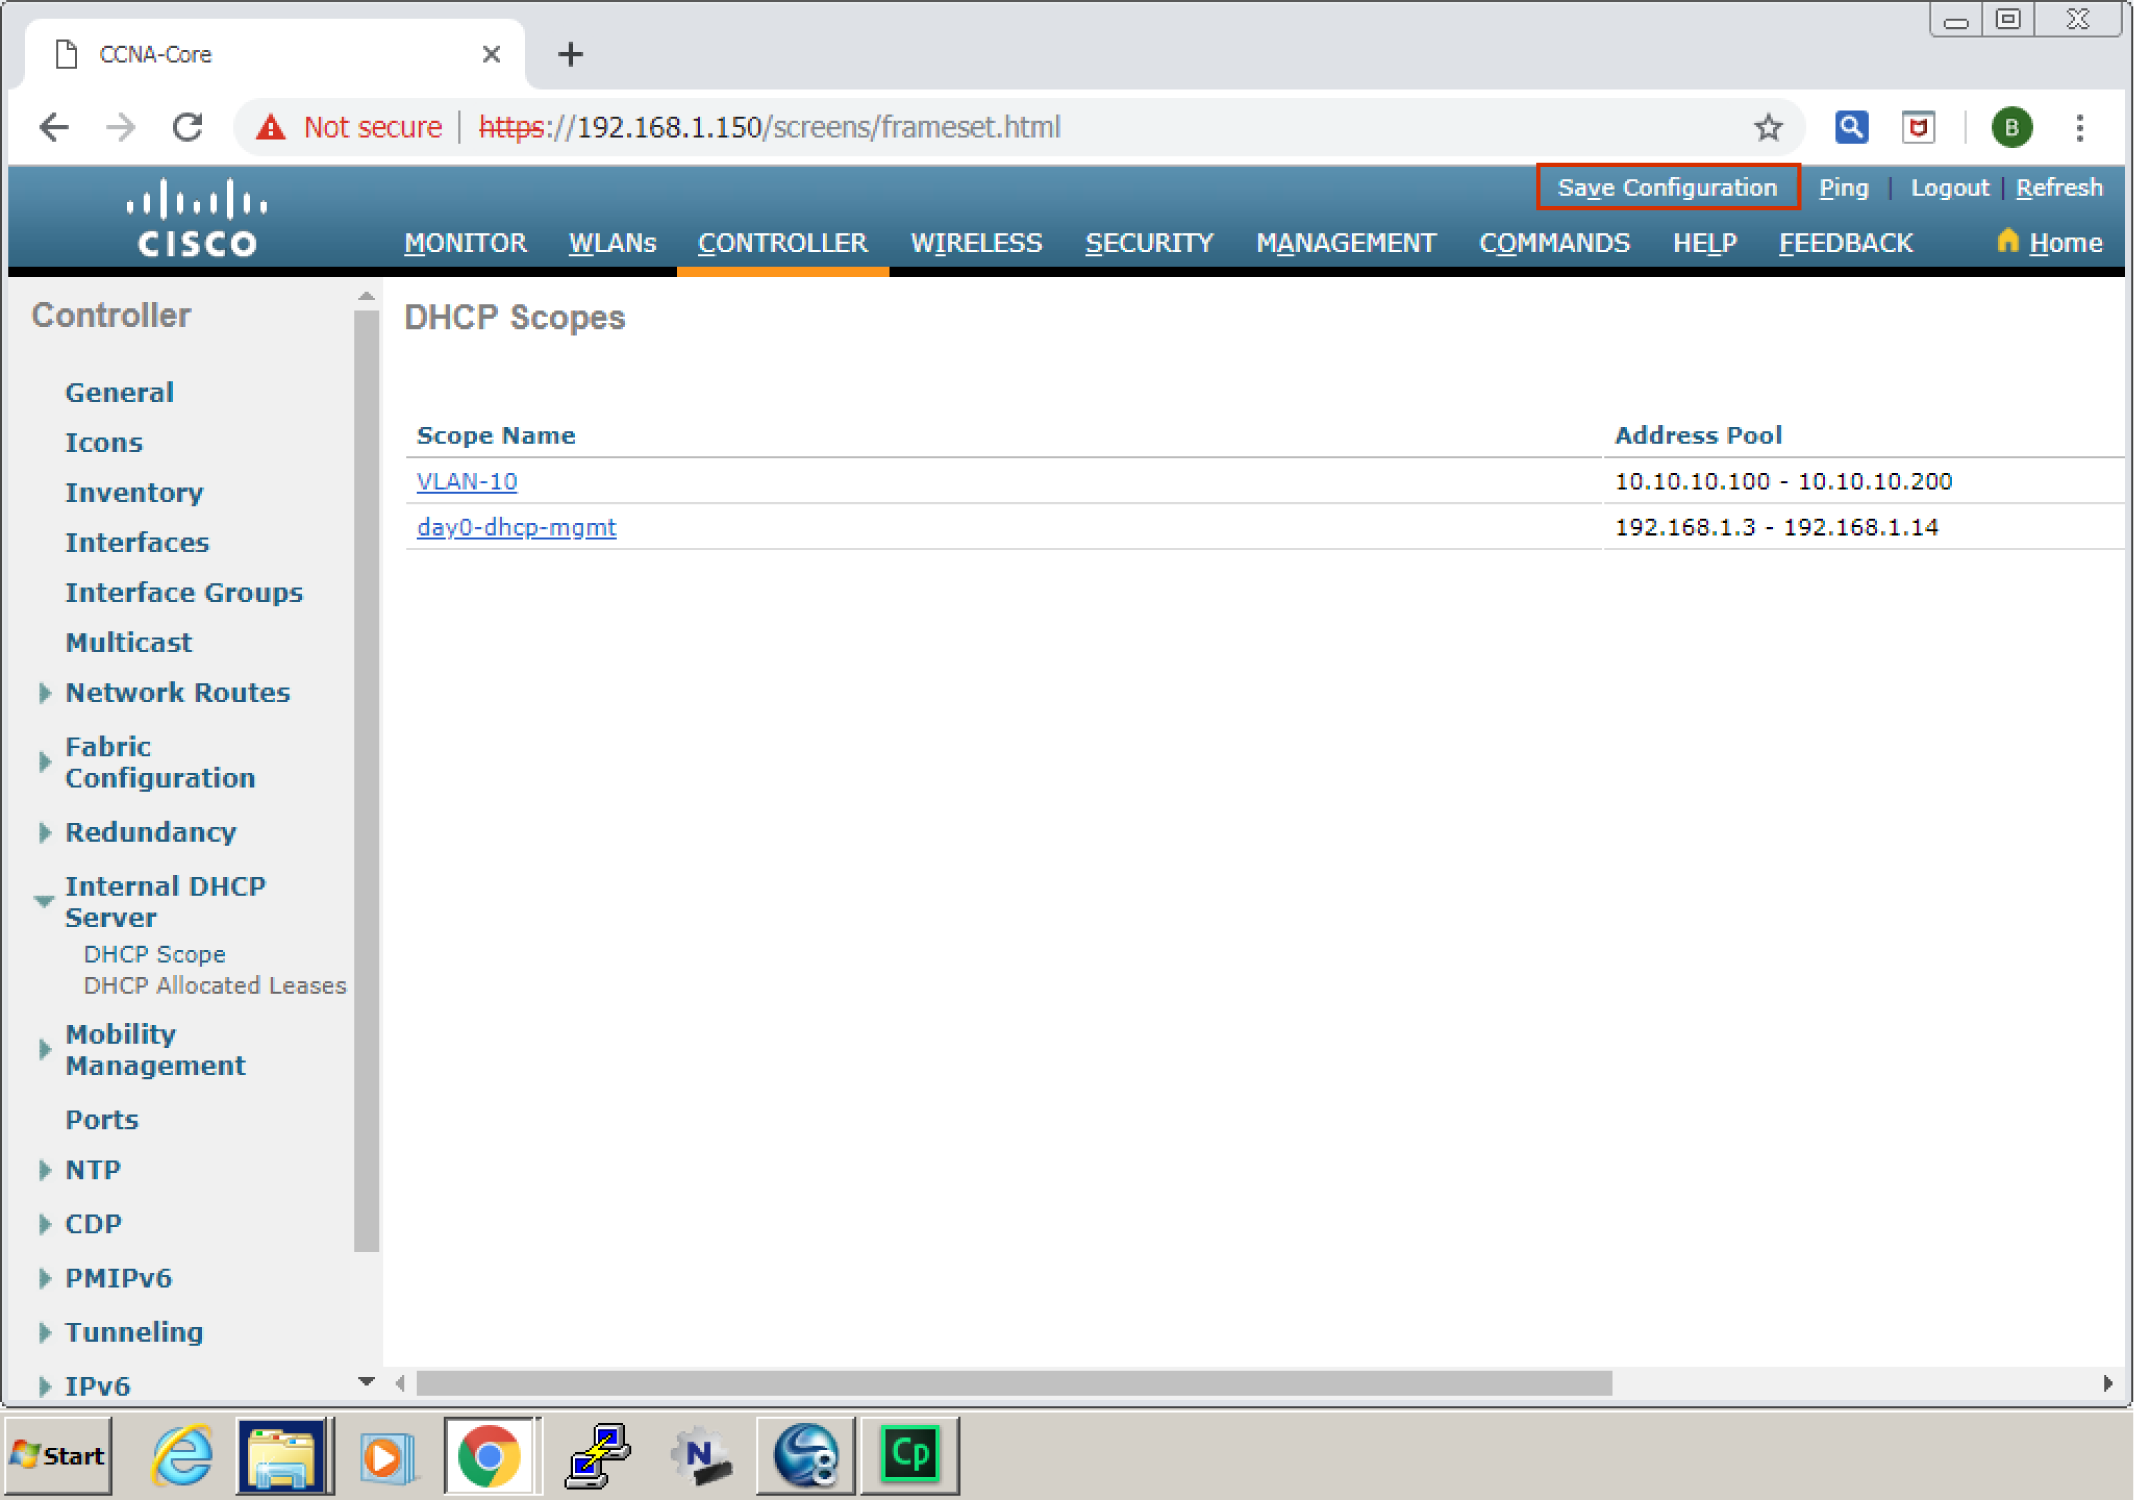 CCNA-Core
Not secure | https://192.168.1.150/screens/frameset.html
B
Save Configuration Ping | Logout | Refresh
CISCO
MONITOR WLANs CONTROLLER WIRELESS SECURITY MANAGEMENT COMMANDS HELP FEEDBACK Home
Controller
General
Icons
Inventory
Interfaces
Interface Groups
Multicast
Network Routes
Fabric
Configuration
Redundancy
Internal DHCP
Server
DHCP Scope
DHCP Allocated Leases
Mobility
Management
Ports
NTP
CDP
PMIPv6
Tunneling
IPv6
DHCP Scopes
Scope Name Address Pool
VLAN-10 10.10.10.100 - 10.10.10.200
day0-dhcp-mgmt 192.168.1.3 - 192.168.1.14
Start
N
8
Cp